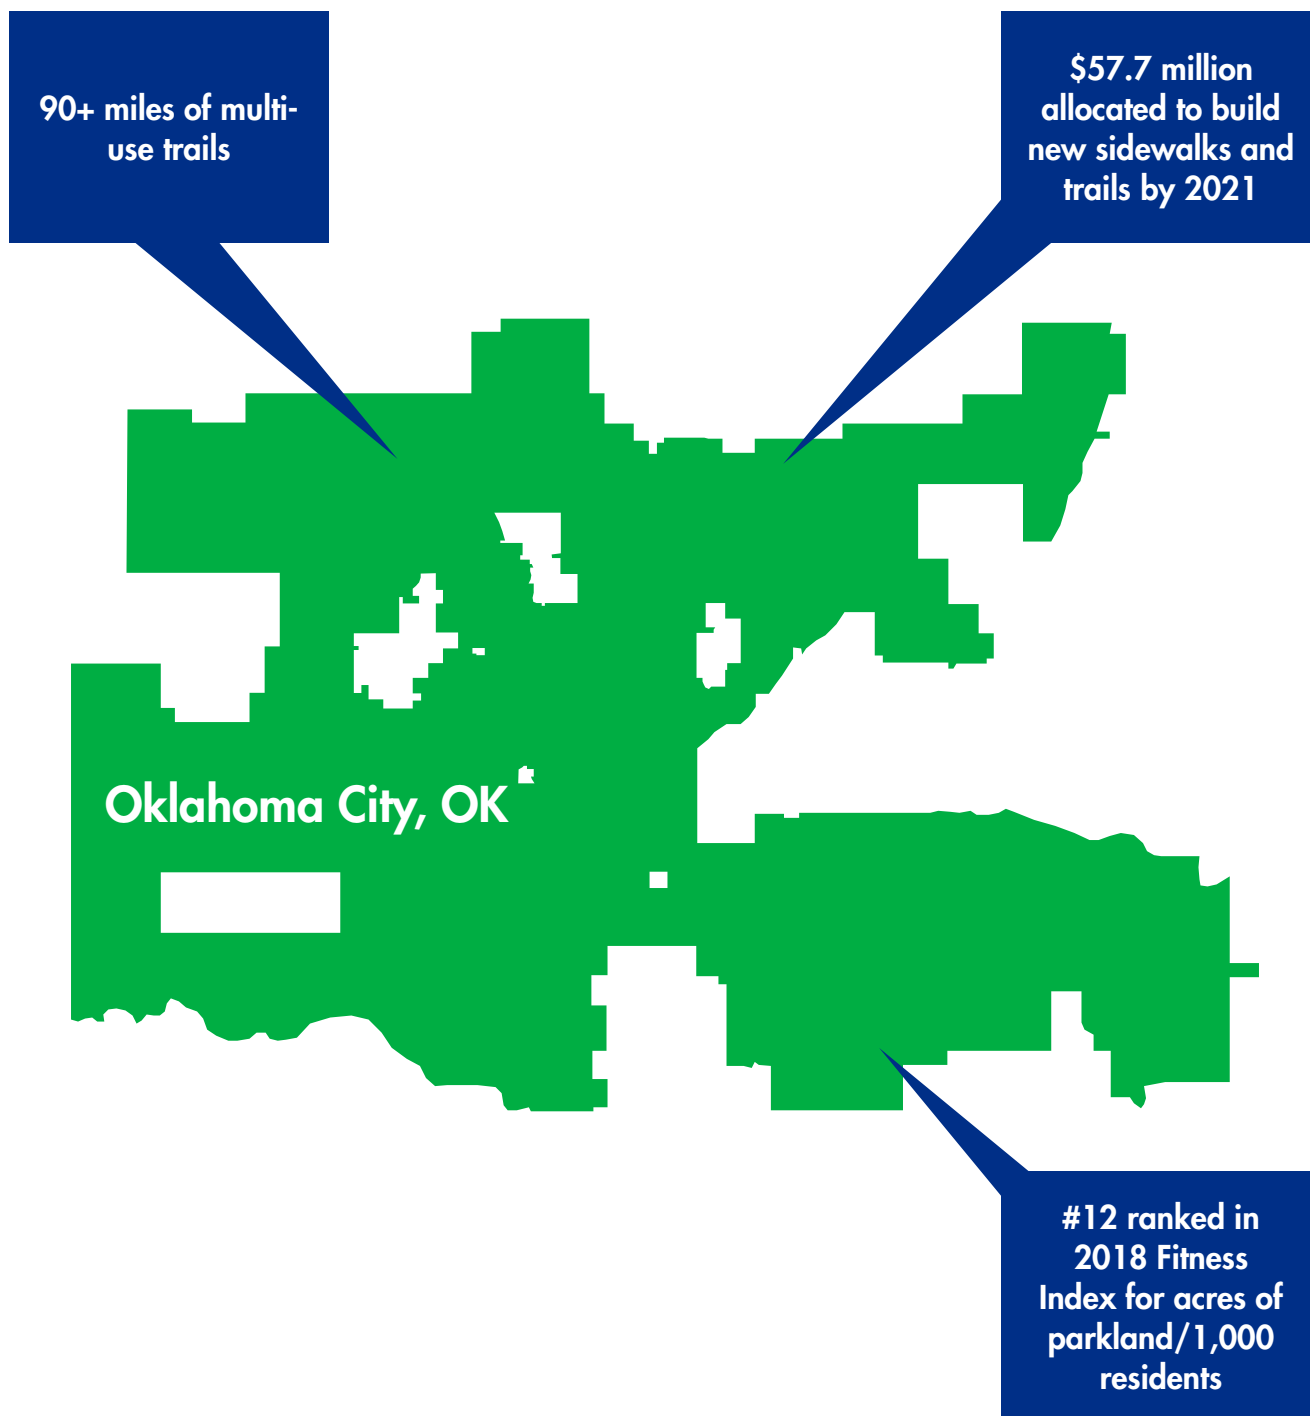 90+ miles of multi-
use trails
$57.7 million
allocated to build
new sidewalks and
trails by 2021
Oklahoma City, OK
#12 ranked in
2018 Fitness
Index for acres of
parkland/1,000
residents